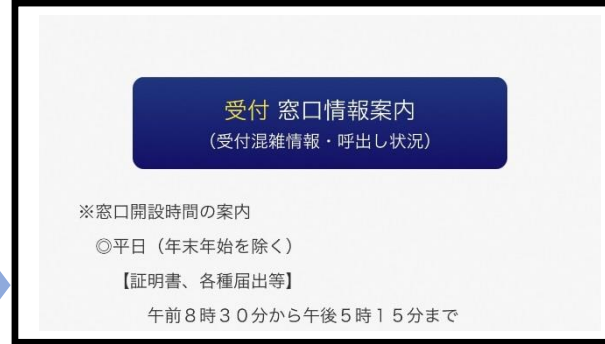 受付 窓口情報案内
（受付混雑情報・呼出し状況）
※窓口開設時間の案内
◎平日（年末年始を除く）
【証明書、各種届出等】
午前８時３０分から午後５時１５分まで